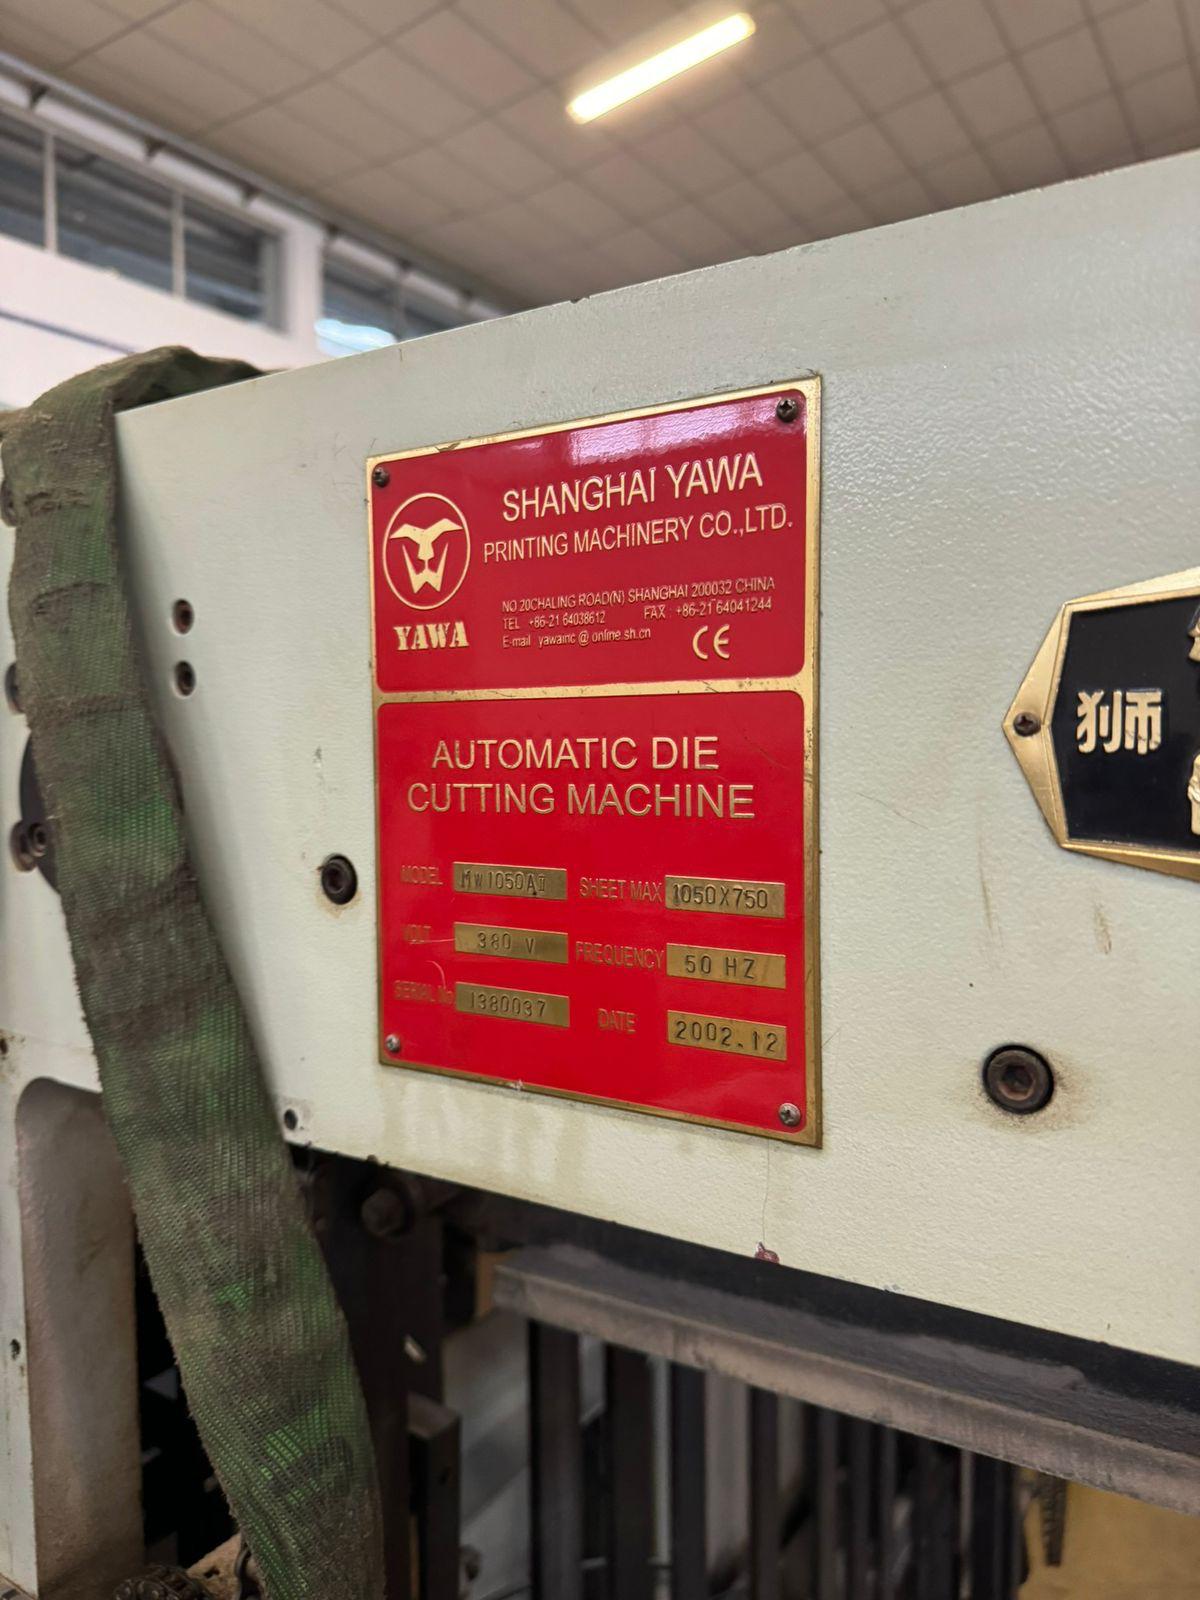 SHANGHAI YAWA
PRINTING MACHINERY CO.,LTD.
NO 20CHALING ROAD(N) SHANGHAI 200032 CHINA
TEL +86-21 64038612 FAX +86-21 64041244
E-mail yawainc @ online.sh.cn
CE
YAWA
AUTOMATIC DIE
CUTTING MACHINE
MODEL MW1050AII SHEET MAX 1050X750
VOLT 380 V FREQUENCY 50 HZ
SERIAL No 1380037 DATE 2002.12
狮